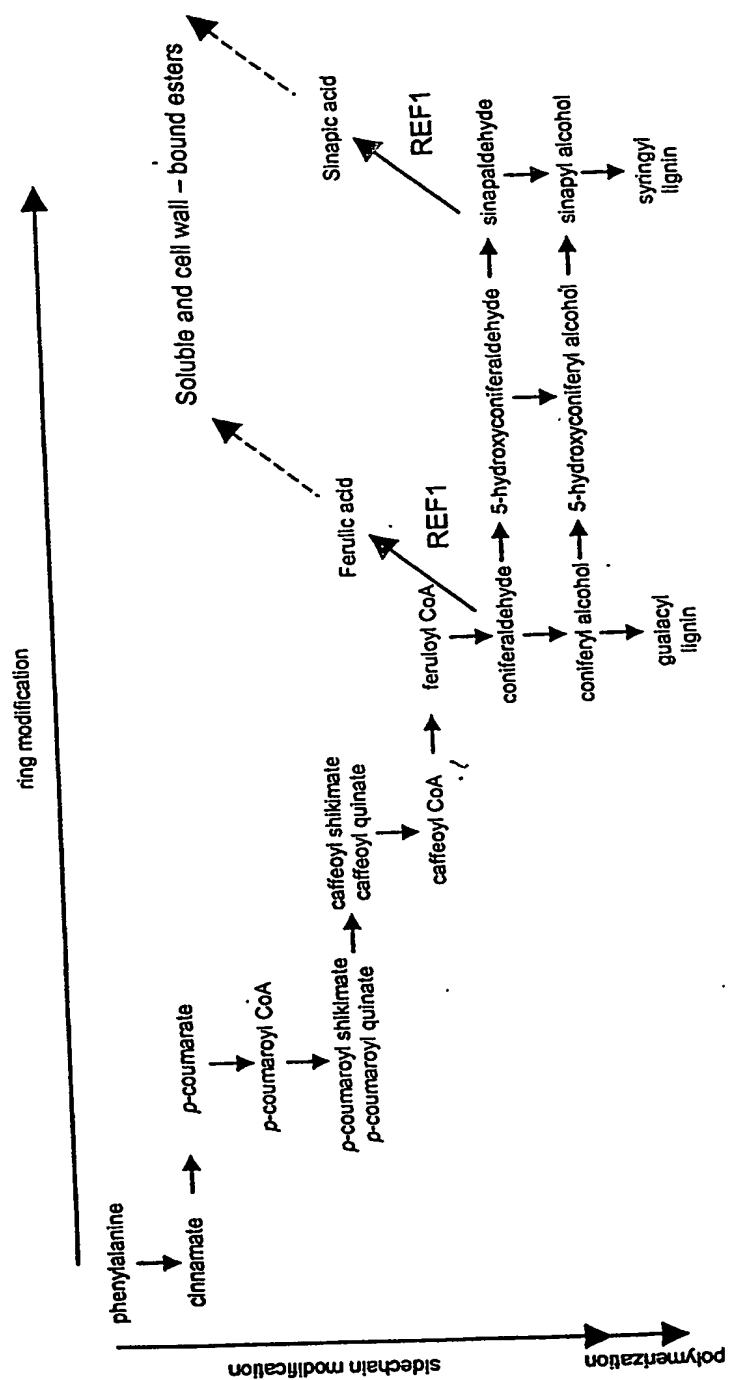 ring modification
Soluble and cell wall – bound esters
phenylalanine
cinnamate
p-coumarate
p-coumaroyl CoA
p-coumaroyl shikimate
p-coumaroyl quinate
caffeoyl shikimate
caffeoyl quinate
caffeoyl CoA
feruloyl CoA
Ferulic acid
REF1
Sinapic acid
REF1
coniferaldehyde
5-hydroxyconiferaldehyde
sinapaldehyde
coniferyl alcohol
5-hydroxyconiferyl alcohol
sinapyl alcohol
guaiacyl
lignin
syringyl
lignin
sidechain modification
polymerization